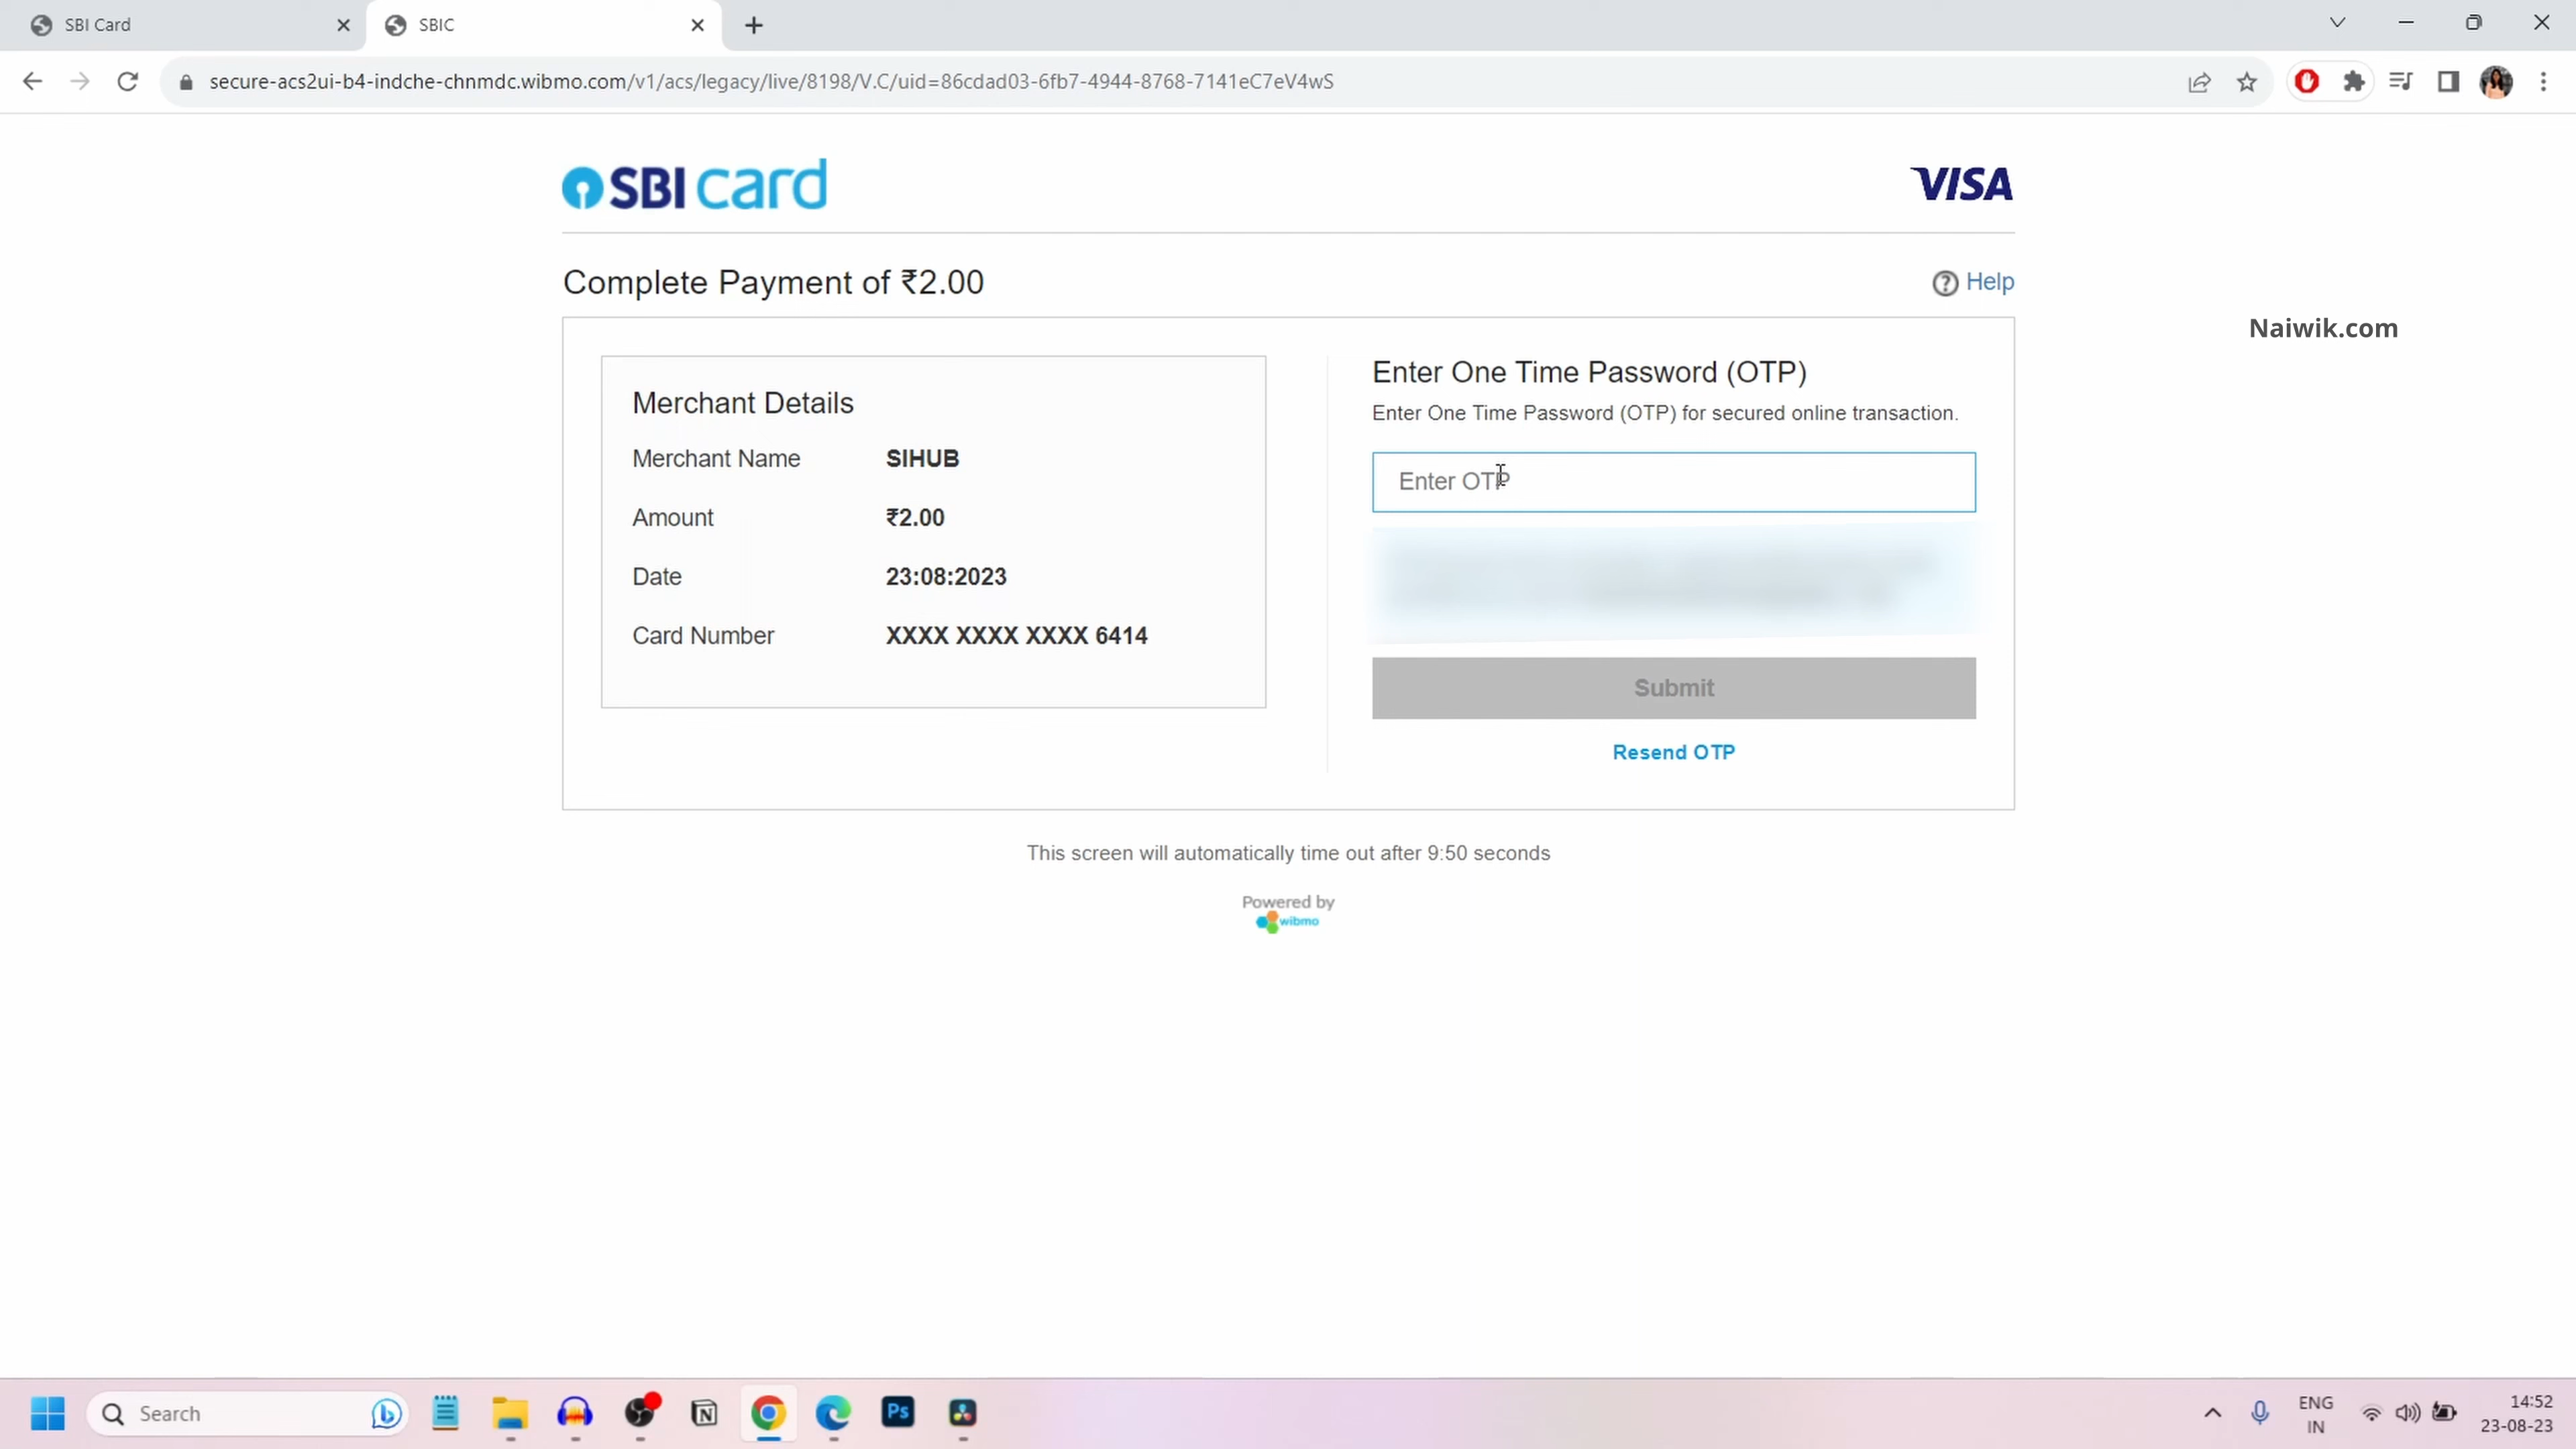 SBI Card
SBIC
secure-acs2ui-b4-indche-chnmdc.wibmo.com/v1/acs/legacy/live/8198/V.C/uid=86cdad03-6fb7-4944-8768-7141eC7eV4wS
SBI card
VISA
Complete Payment of ₹2.00
Help
Naiwik.com
Merchant Details
Merchant Name SIHUB
Amount ₹2.00
Date 23:08:2023
Card Number XXXX XXXX XXXX 6414
Enter One Time Password (OTP)
Enter One Time Password (OTP) for secured online transaction.
Enter OTP
Submit
Resend OTP
This screen will automatically time out after 9:50 seconds
Powered by
wibmo
Search
Ps
ENG
IN
14:52
23-08-23